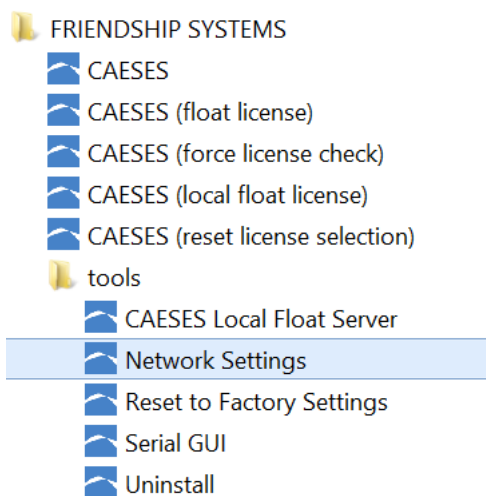 FRIENDSHIP SYSTEMS
CAESES
CAESES (float license)
CAESES (force license check)
CAESES (local float license)
CAESES (reset license selection)
tools
CAESES Local Float Server
Network Settings
Reset to Factory Settings
Serial GUI
Uninstall